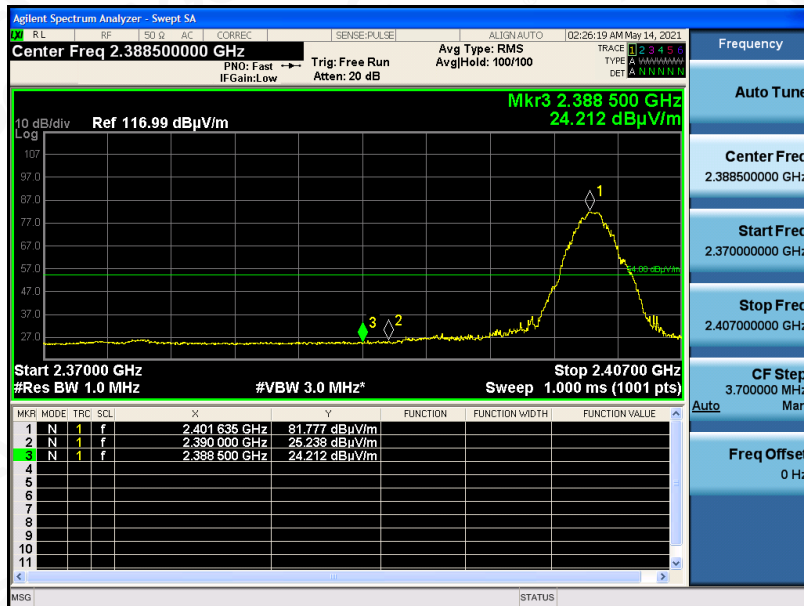 Agilent Spectrum Analyzer - Swept SA
LXI RL RF 50 Ω AC CORREC SENSE:PULSE ALIGN AUTO 02:26:19 AM May 14, 2021
Center Freq 2.388500000 GHz
PNO: Fast
IFGain:Low
Trig: Free Run
Atten: 20 dB
Avg Type: RMS
Avg|Hold: 100/100
TRACE 1 2 3 4 5 6
TYPE A WWWWW
DET A N N N N N
Mkr3 2.388 500 GHz
24.212 dBµV/m
10 dB/div Ref 116.99 dBµV/m
Log
107
97.0
87.0
77.0
67.0
57.0
47.0
37.0
27.0
1
54.00 dBµV/m
3
2
Start 2.37000 GHz Stop 2.40700 GHz
#Res BW 1.0 MHz #VBW 3.0 MHz* Sweep 1.000 ms (1001 pts)
MKR MODE TRC SCL X Y FUNCTION FUNCTION WIDTH FUNCTION VALUE
1 N 1 f 2.401 635 GHz 81.777 dBµV/m
2 N 1 f 2.390 000 GHz 25.238 dBµV/m
3 N 1 f 2.388 500 GHz 24.212 dBµV/m
4
5
6
7
8
9
10
11
MSG STATUS
Frequency
Auto Tune
Center Freq
2.388500000 GHz
Start Freq
2.370000000 GHz
Stop Freq
2.407000000 GHz
CF Step
3.700000 MHz
Auto Man
Freq Offset
0 Hz